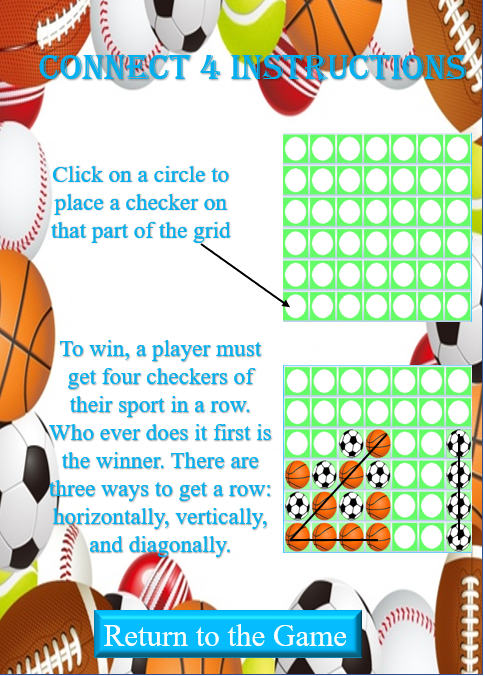 CONNECT 4 INSTRUCTIONS
Click on a circle to
place a checker on
that part of the grid
To win, a player must
get four checkers of
their sport in a row.
Who ever does it first is
the winner. There are
three ways to get a row:
horizontally, vertically,
and diagonally.
Return to the Game